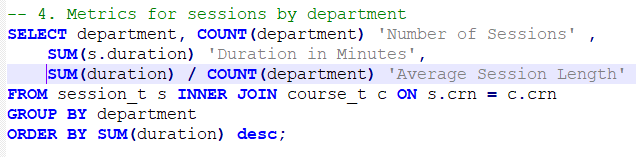 -- 4. Metrics for sessions by department
SELECT department, COUNT(department) 'Number of Sessions' ,
    SUM(s.duration) 'Duration in Minutes',
    SUM(duration) / COUNT(department) 'Average Session Length'
FROM session_t s INNER JOIN course_t c ON s.crn = c.crn
GROUP BY department
ORDER BY SUM(duration) desc;